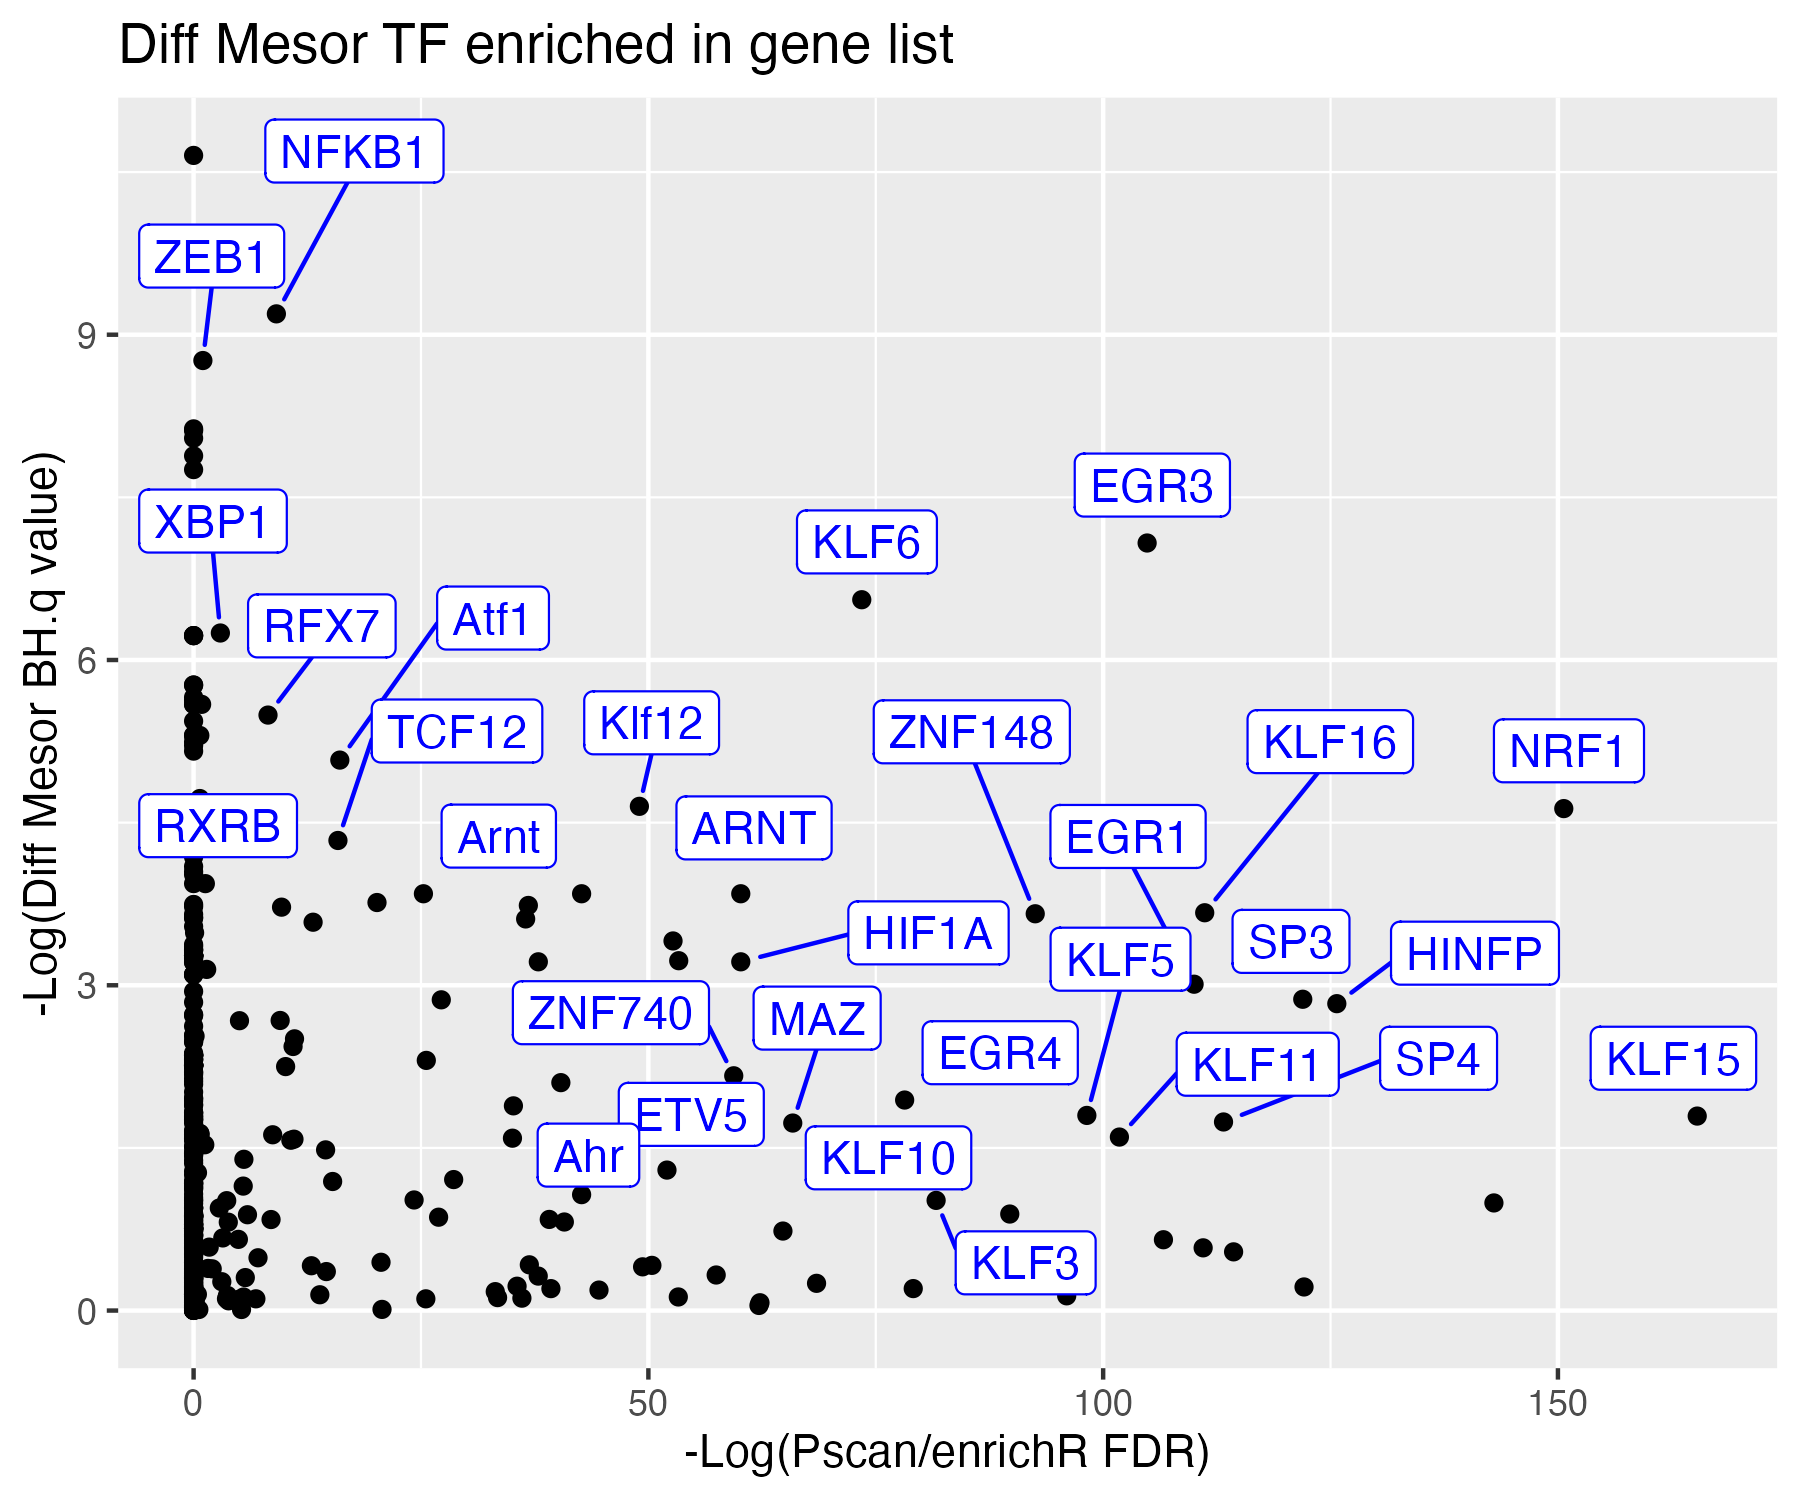 Diff Mesor TF enriched in gene list
NFKB1
ZEB1
9
EGR3
XBP1
KLF6
Atf1
RFX7
6
Klf12
TCF12
ZNF148
KLF16
NRF1
RXRB
Arnt
ARNT
EGR1
HIF1A
SP3
HINFP
KLF5
3
ZNF740
MAZ
EGR4
KLF11
SP4
KLF15
ETV5
Ahr
KLF10
KLF3
0
0
50
100
150
-Log(Diff Mesor BH.q value)
-Log(Pscan/enrichR FDR)